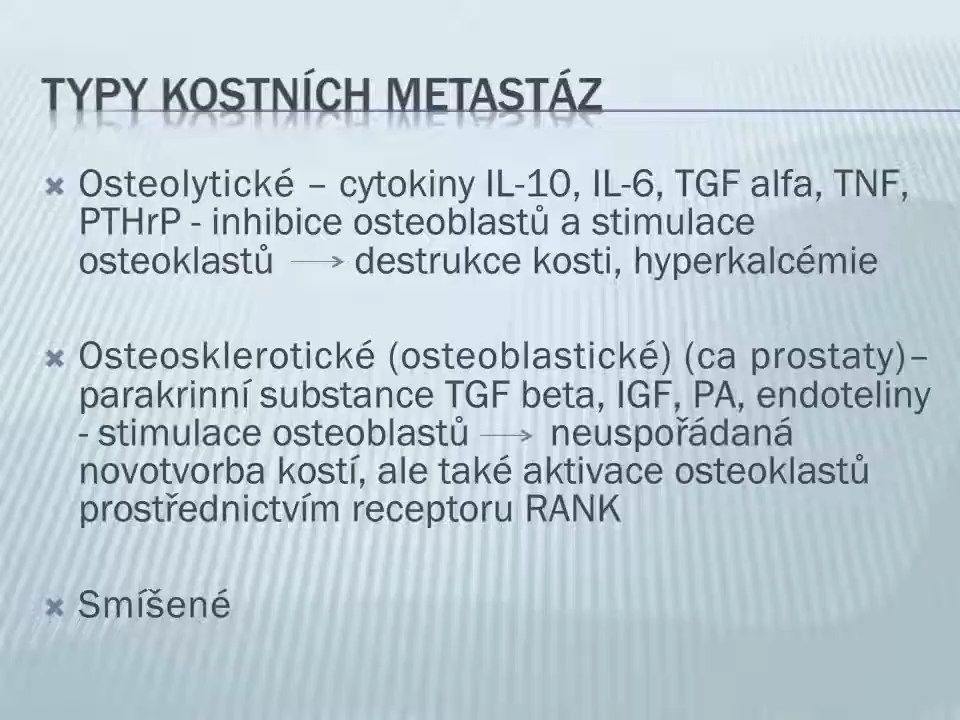 TYPY KOSTNÍCH METASTÁZ
Osteolytické – cytokiny IL-10, IL-6, TGF alfa, TNF,
PTHrP - inhibice osteoblastů a stimulace
osteoklastů → destrukce kosti, hyperkalcémie
Osteosklerotické (osteoblastické) (ca prostaty)–
parakrinní substance TGF beta, IGF, PA, endoteliny
- stimulace osteoblastů → neuspořádaná
novotvorba kostí, ale také aktivace osteoklastů
prostřednictvím receptoru RANK
Smíšené